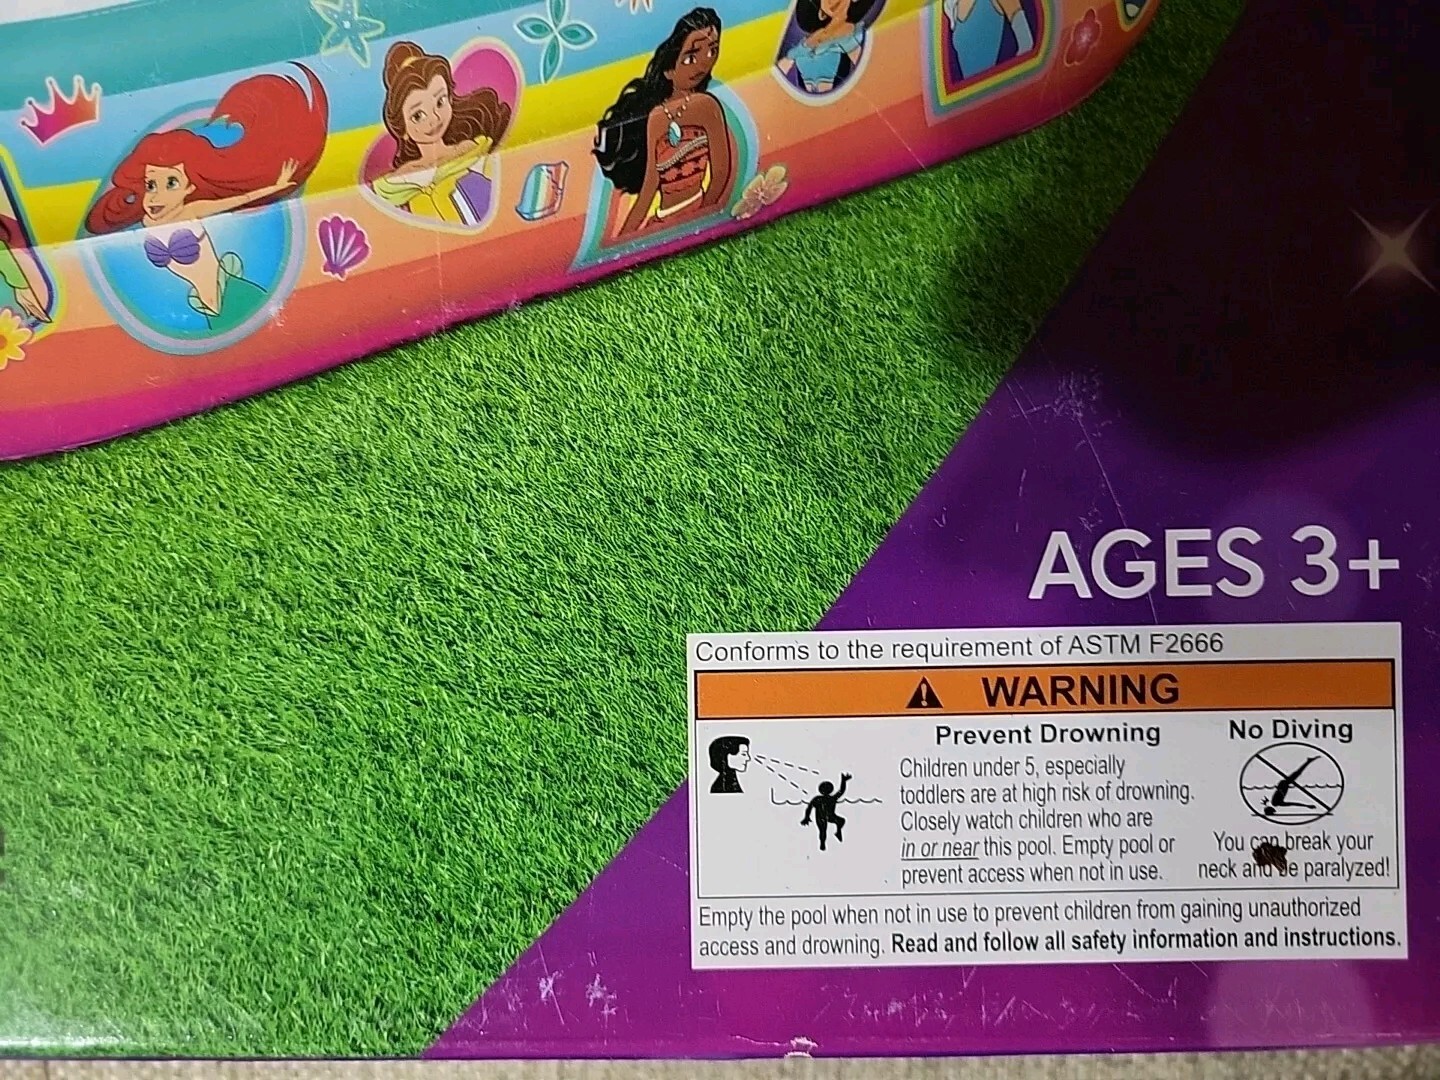 AGES 3+
Conforms to the requirement of ASTM F2666
WARNING
Prevent Drowning
Children under 5, especially
toddlers are at high risk of drowning.
Closely watch children who are
in or near this pool. Empty pool or
prevent access when not in use.
No Diving
You can break your
neck and be paralyzed!
Empty the pool when not in use to prevent children from gaining unauthorized
access and drowning. Read and follow all safety information and instructions.